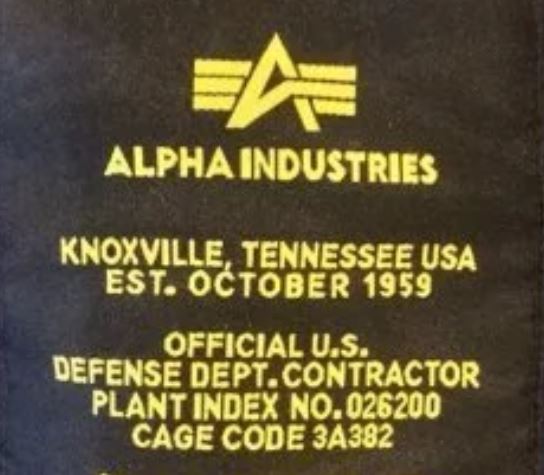 ALPHA INDUSTRIES
KNOXVILLE, TENNESSEE USA
EST. OCTOBER 1959
OFFICIAL U.S.
DEFENSE DEPT. CONTRACTOR
PLANT INDEX NO. 026200
CAGE CODE 3A382